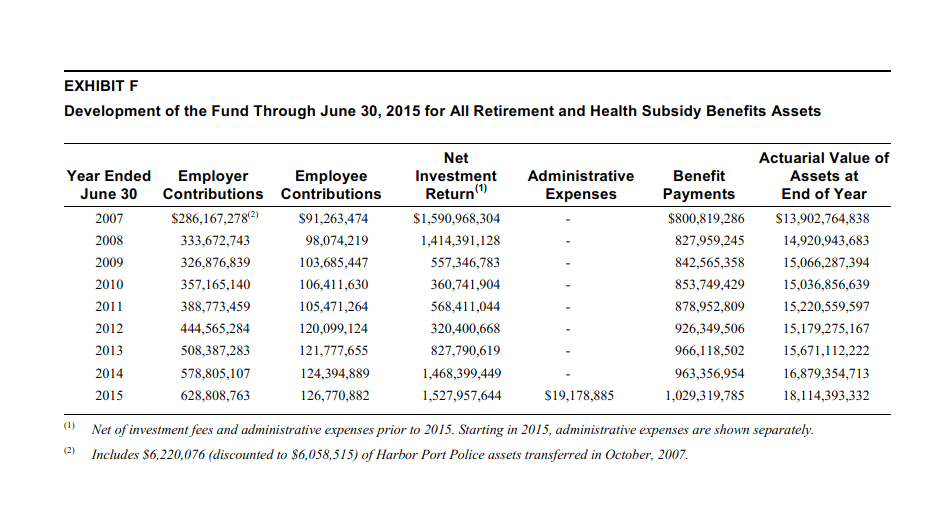 EXHIBIT F
Development of the Fund Through June 30, 2015 for All Retirement and Health Subsidy Benefits Assets
Net Actuarial Value of
Year Ended Employer Employee Investment Administrative Benefit Assets at
June 30 Contributions Contributions Return(1) Expenses Payments End of Year
2007 $286,167,278(2) $91,263,474 $1,590,968,304 - $800,819,286 $13,902,764,838
2008 333,672,743 98,074,219 1,414,391,128 - 827,959,245 14,920,943,683
2009 326,876,839 103,685,447 557,346,783 - 842,565,358 15,066,287,394
2010 357,165,140 106,411,630 360,741,904 - 853,749,429 15,036,856,639
2011 388,773,459 105,471,264 568,411,044 - 878,952,809 15,220,559,597
2012 444,565,284 120,099,124 320,400,668 - 926,349,506 15,179,275,167
2013 508,387,283 121,777,655 827,790,619 - 966,118,502 15,671,112,222
2014 578,805,107 124,394,889 1,468,399,449 - 963,356,954 16,879,354,713
2015 628,808,763 126,770,882 1,527,957,644 $19,178,885 1,029,319,785 18,114,393,332
(1) Net of investment fees and administrative expenses prior to 2015. Starting in 2015, administrative expenses are shown separately.
(2) Includes $6,220,076 (discounted to $6,058,515) of Harbor Port Police assets transferred in October, 2007.